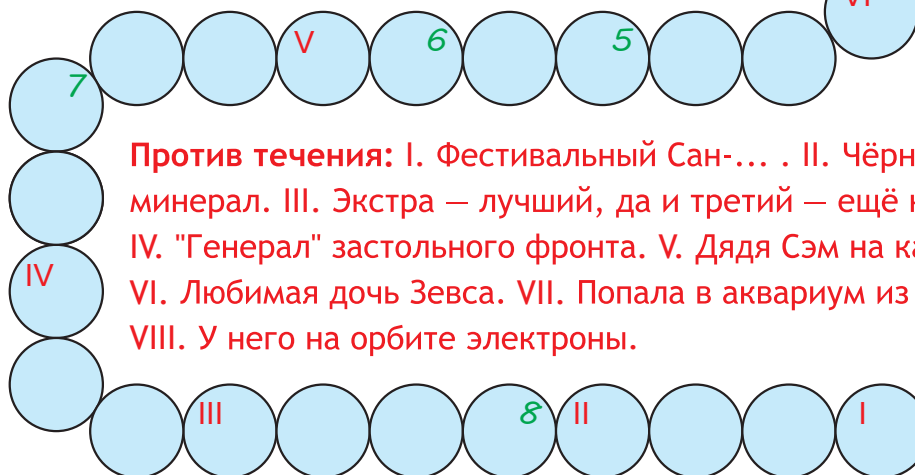 VI
V 6 5
7
Против течения: I. Фестивальный Сан-... . II. Чёрн
минерал. III. Экстра — лучший, да и третий — ещё
IV. "Генерал" застольного фронта. V. Дядя Сэм на ка
IV
VI. Любимая дочь Зевса. VII. Попала в аквариум из
VIII. У него на орбите электроны.
III 8 II I